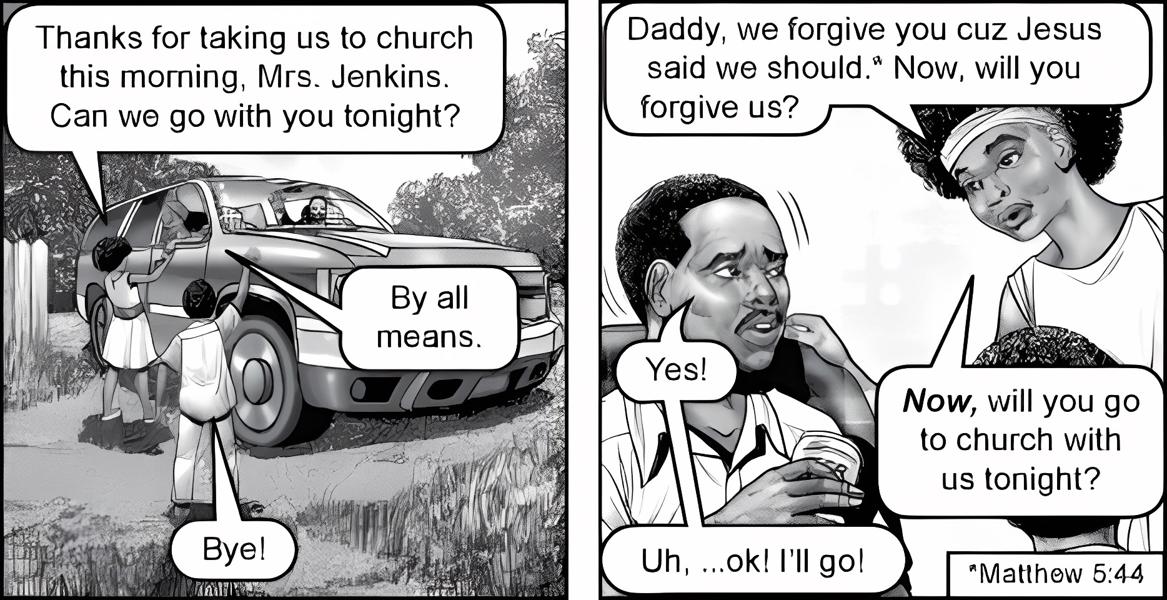 Thanks for taking us to church
this morning, Mrs. Jenkins.
Can we go with you tonight?
By all
means.
Bye!
Daddy, we forgive you cuz Jesus
said we should.* Now, will you
forgive us?
Yes!
Now, will you go
to church with
us tonight?
Uh, ...ok! I'll go!
*Matthew 5:44